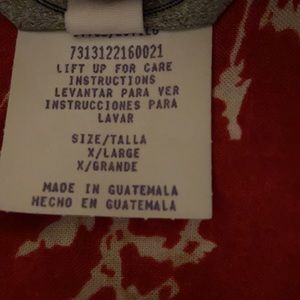 7313122160021
LIFT UP FOR CARE
INSTRUCTIONS
LEVANTAR PARA VER
INSTRUCCIONES PARA
LAVAR
SIZE/TALLA
X/LARGE
X/GRANDE
MADE IN GUATEMALA
HECHO EN GUATEMALA